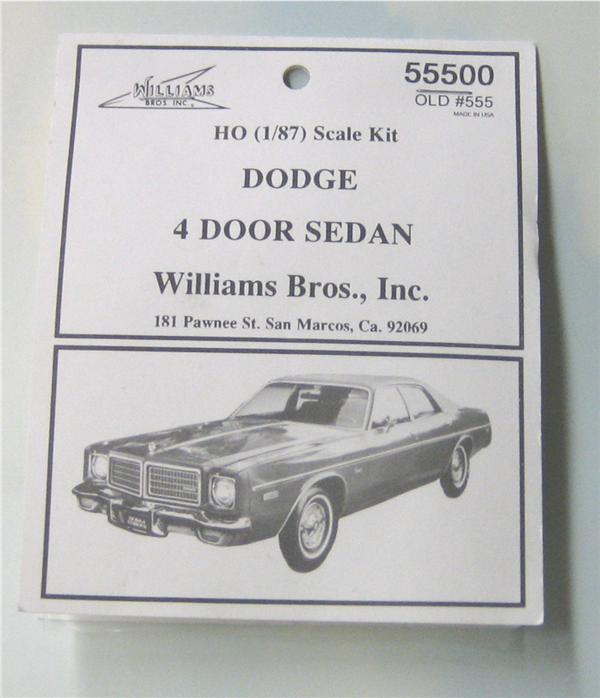 WILLIAMS
BROS. INC.
55500
OLD #555
MADE IN USA
HO (1/87) Scale Kit
DODGE
4 DOOR SEDAN
Williams Bros., Inc.
181 Pawnee St. San Marcos, Ca. 92069